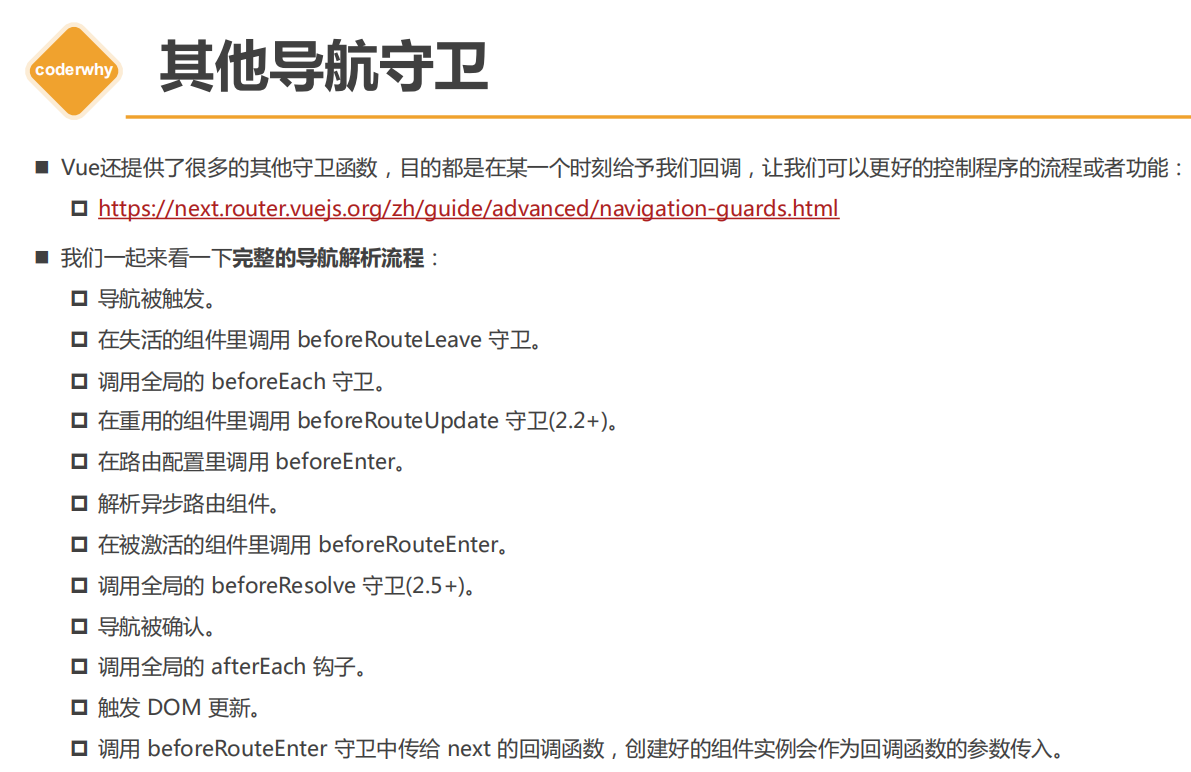 coderwhy
其他导航守卫
Vue还提供了很多的其他守卫函数，目的都是在某一个时刻给予我们回调，让我们可以更好的控制程序的流程或者功能：
https://next.router.vuejs.org/zh/guide/advanced/navigation-guards.html
我们一起来看一下完整的导航解析流程：
导航被触发。
在失活的组件里调用 beforeRouteLeave 守卫。
调用全局的 beforeEach 守卫。
在重用的组件里调用 beforeRouteUpdate 守卫(2.2+)。
在路由配置里调用 beforeEnter。
解析异步路由组件。
在被激活的组件里调用 beforeRouteEnter。
调用全局的 beforeResolve 守卫(2.5+)。
导航被确认。
调用全局的 afterEach 钩子。
触发 DOM 更新。
调用 beforeRouteEnter 守卫中传给 next 的回调函数，创建好的组件实例会作为回调函数的参数传入。